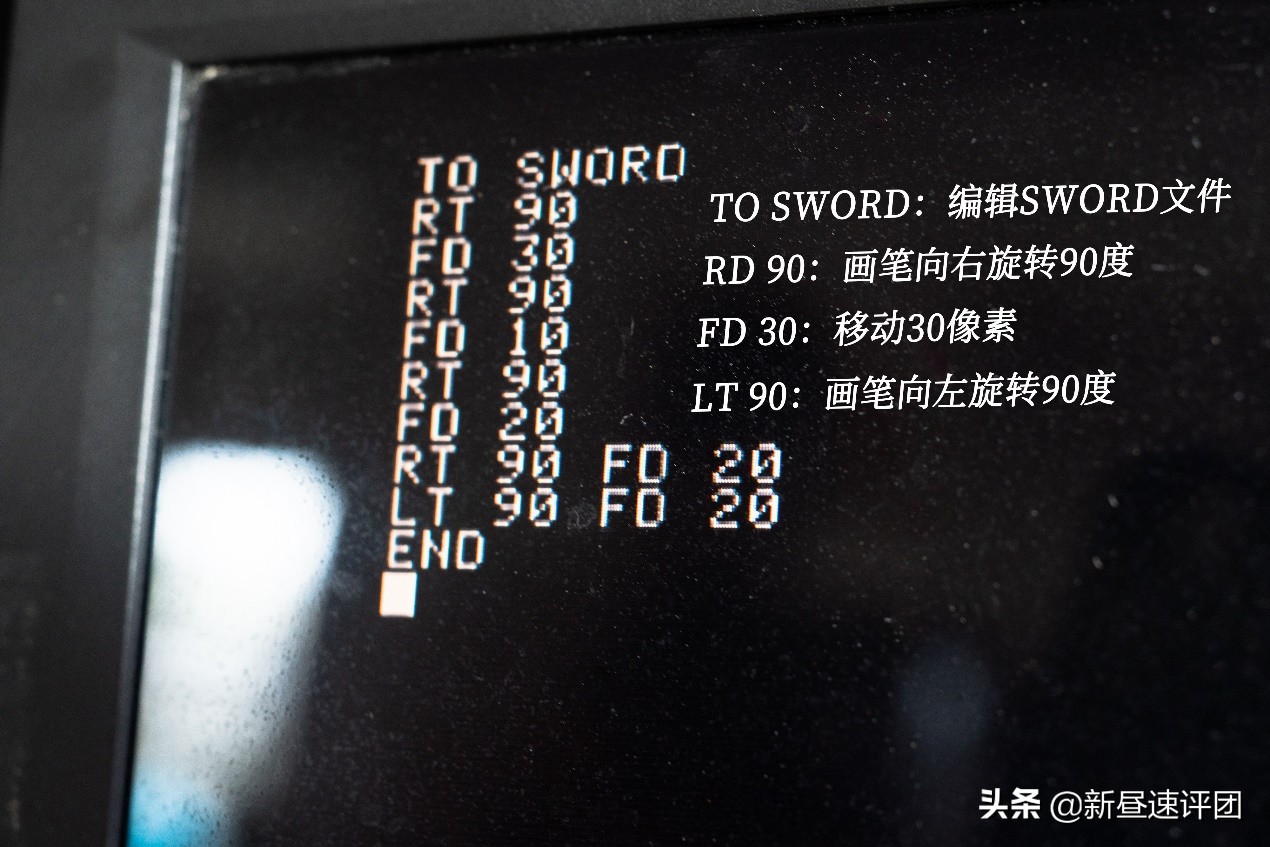 TO SWORD
RT 90
FD 30
RT 90
FD 10
RT 90
FD 20
RT 90 FD 20
LT 90 FD 20
END
TO SWORD：编辑SWORD文件
RD 90：画笔向右旋转90度
FD 30：移动30像素
LT 90：画笔向左旋转90度
头条 @新昼速评团